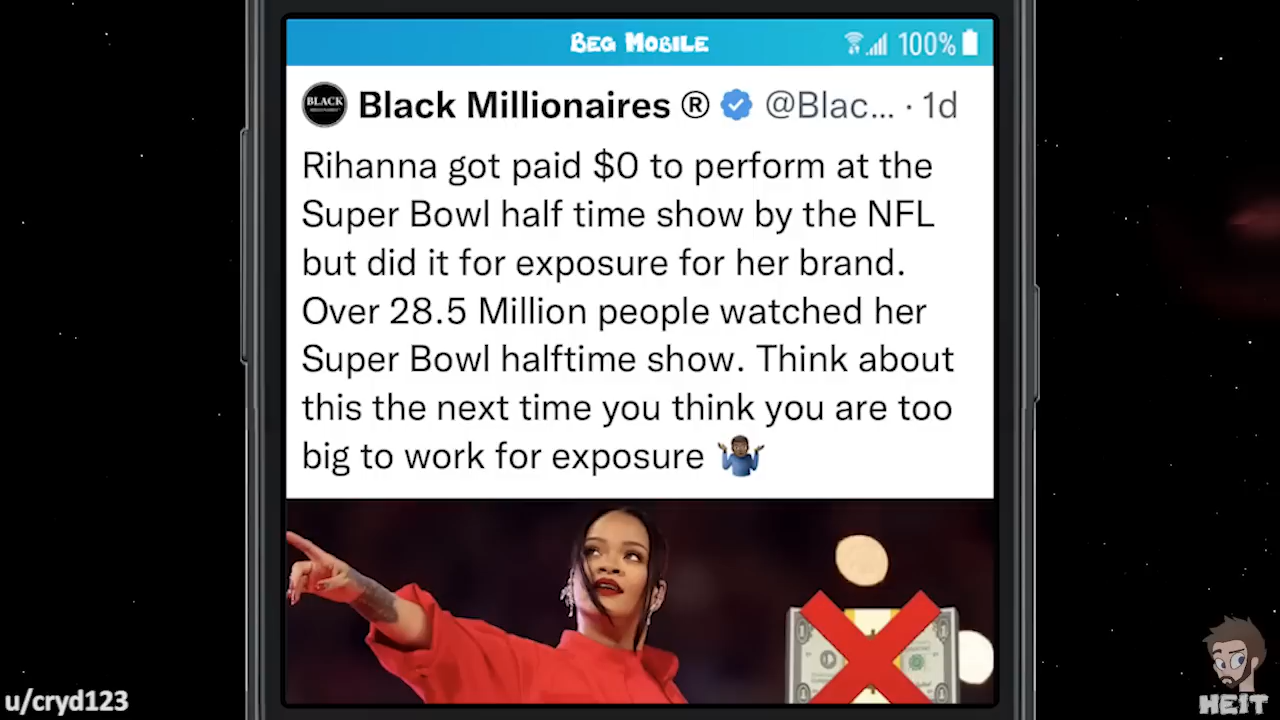 Beg Mobile
100%
BLACK
Black Millionaires ® @Blac... · 1d
Rihanna got paid $0 to perform at the
Super Bowl half time show by the NFL
but did it for exposure for her brand.
Over 28.5 Million people watched her
Super Bowl halftime show. Think about
this the next time you think you are too
big to work for exposure 🤷🏿‍♂️
u/cryd123
HEIT